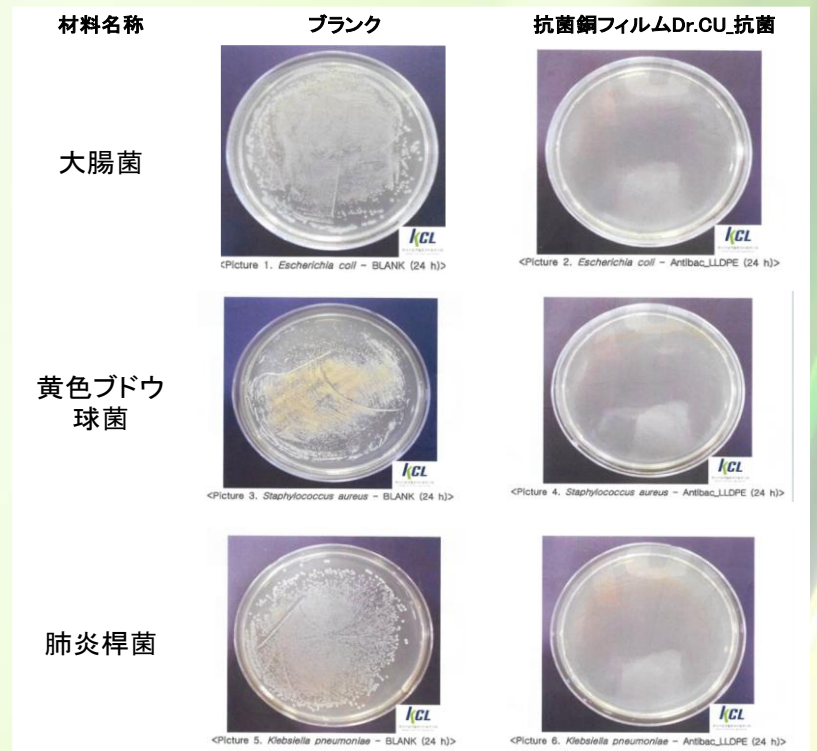 材料名称
ブランク
抗菌銅フィルムDr.CU_抗菌
大腸菌
KCL
KCL
<Picture 1. Escherichia coli - BLANK (24 h)>
<Picture 2. Escherichia coli - Antibac_LLDPE (24 h)>
黄色ブドウ
球菌
KCL
KCL
<Picture 3. Staphylococcus aureus - BLANK (24 h)>
<Picture 4. Staphylococcus aureus - Antibac_LLDPE (24 h)>
肺炎桿菌
KCL
KCL
<Picture 5. Klebsiella pneumoniae - BLANK (24 h)>
<Picture 6. Klebsiella pneumoniae - Antibac_LLDPE (24 h)>